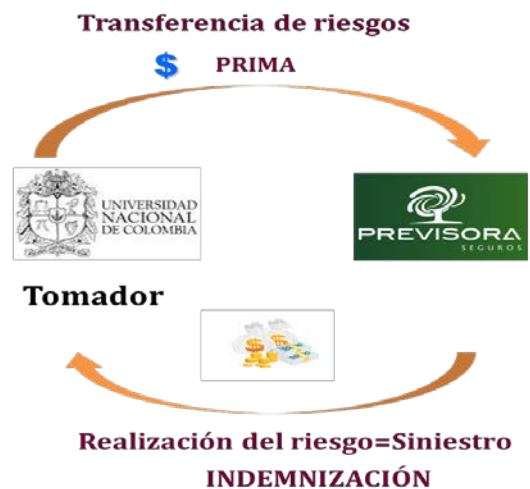 Transferencia de riesgos
$ PRIMA
UNIVERSIDAD
NACIONAL
DE COLOMBIA
PREVISORA
SEGUROS
Tomador
Realización del riesgo=Siniestro
INDEMNIZACIÓN